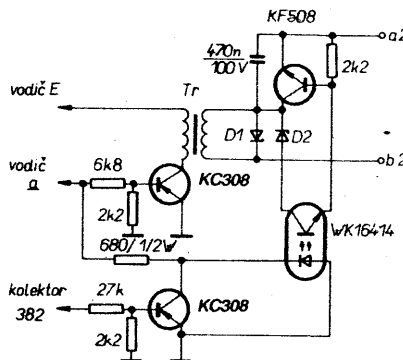 KF508
a2
470n
100V
2k2
vodič E
Tr
D1
D2
b2
vodič
a
6k8
KC308
2k2
680/1/2W
WK16414
kolektor
382
27k
KC308
2k2